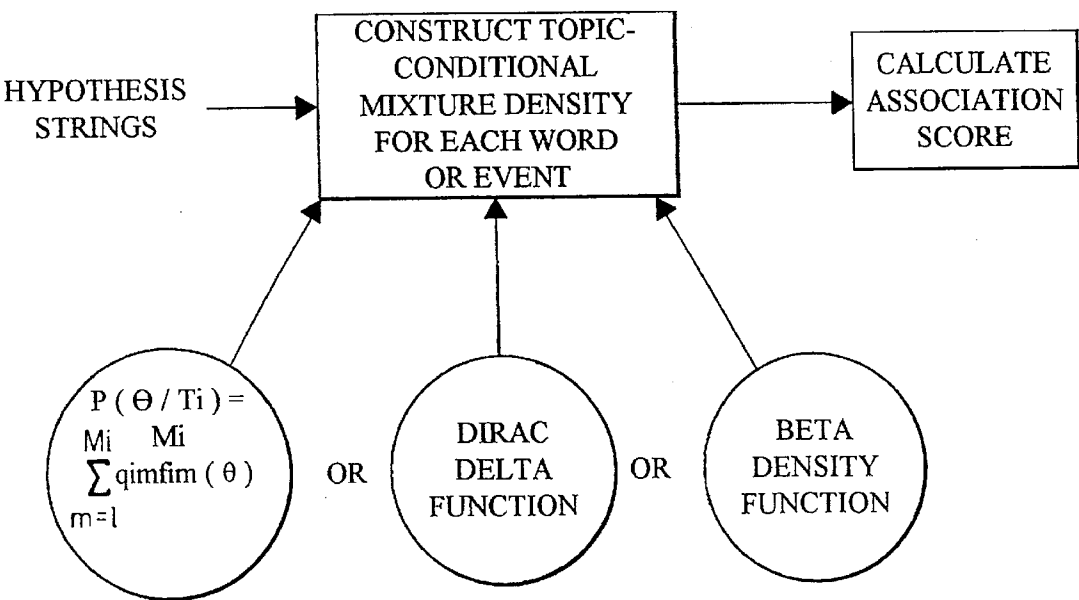 HYPOTHESIS
STRINGS
CONSTRUCT TOPIC-
CONDITIONAL
MIXTURE DENSITY
FOR EACH WORD
OR EVENT
CALCULATE
ASSOCIATION
SCORE
P ( Θ / Ti ) =
Mi Mi
∑ qimfim ( θ )
m=1
OR
DIRAC
DELTA
FUNCTION
OR
BETA
DENSITY
FUNCTION